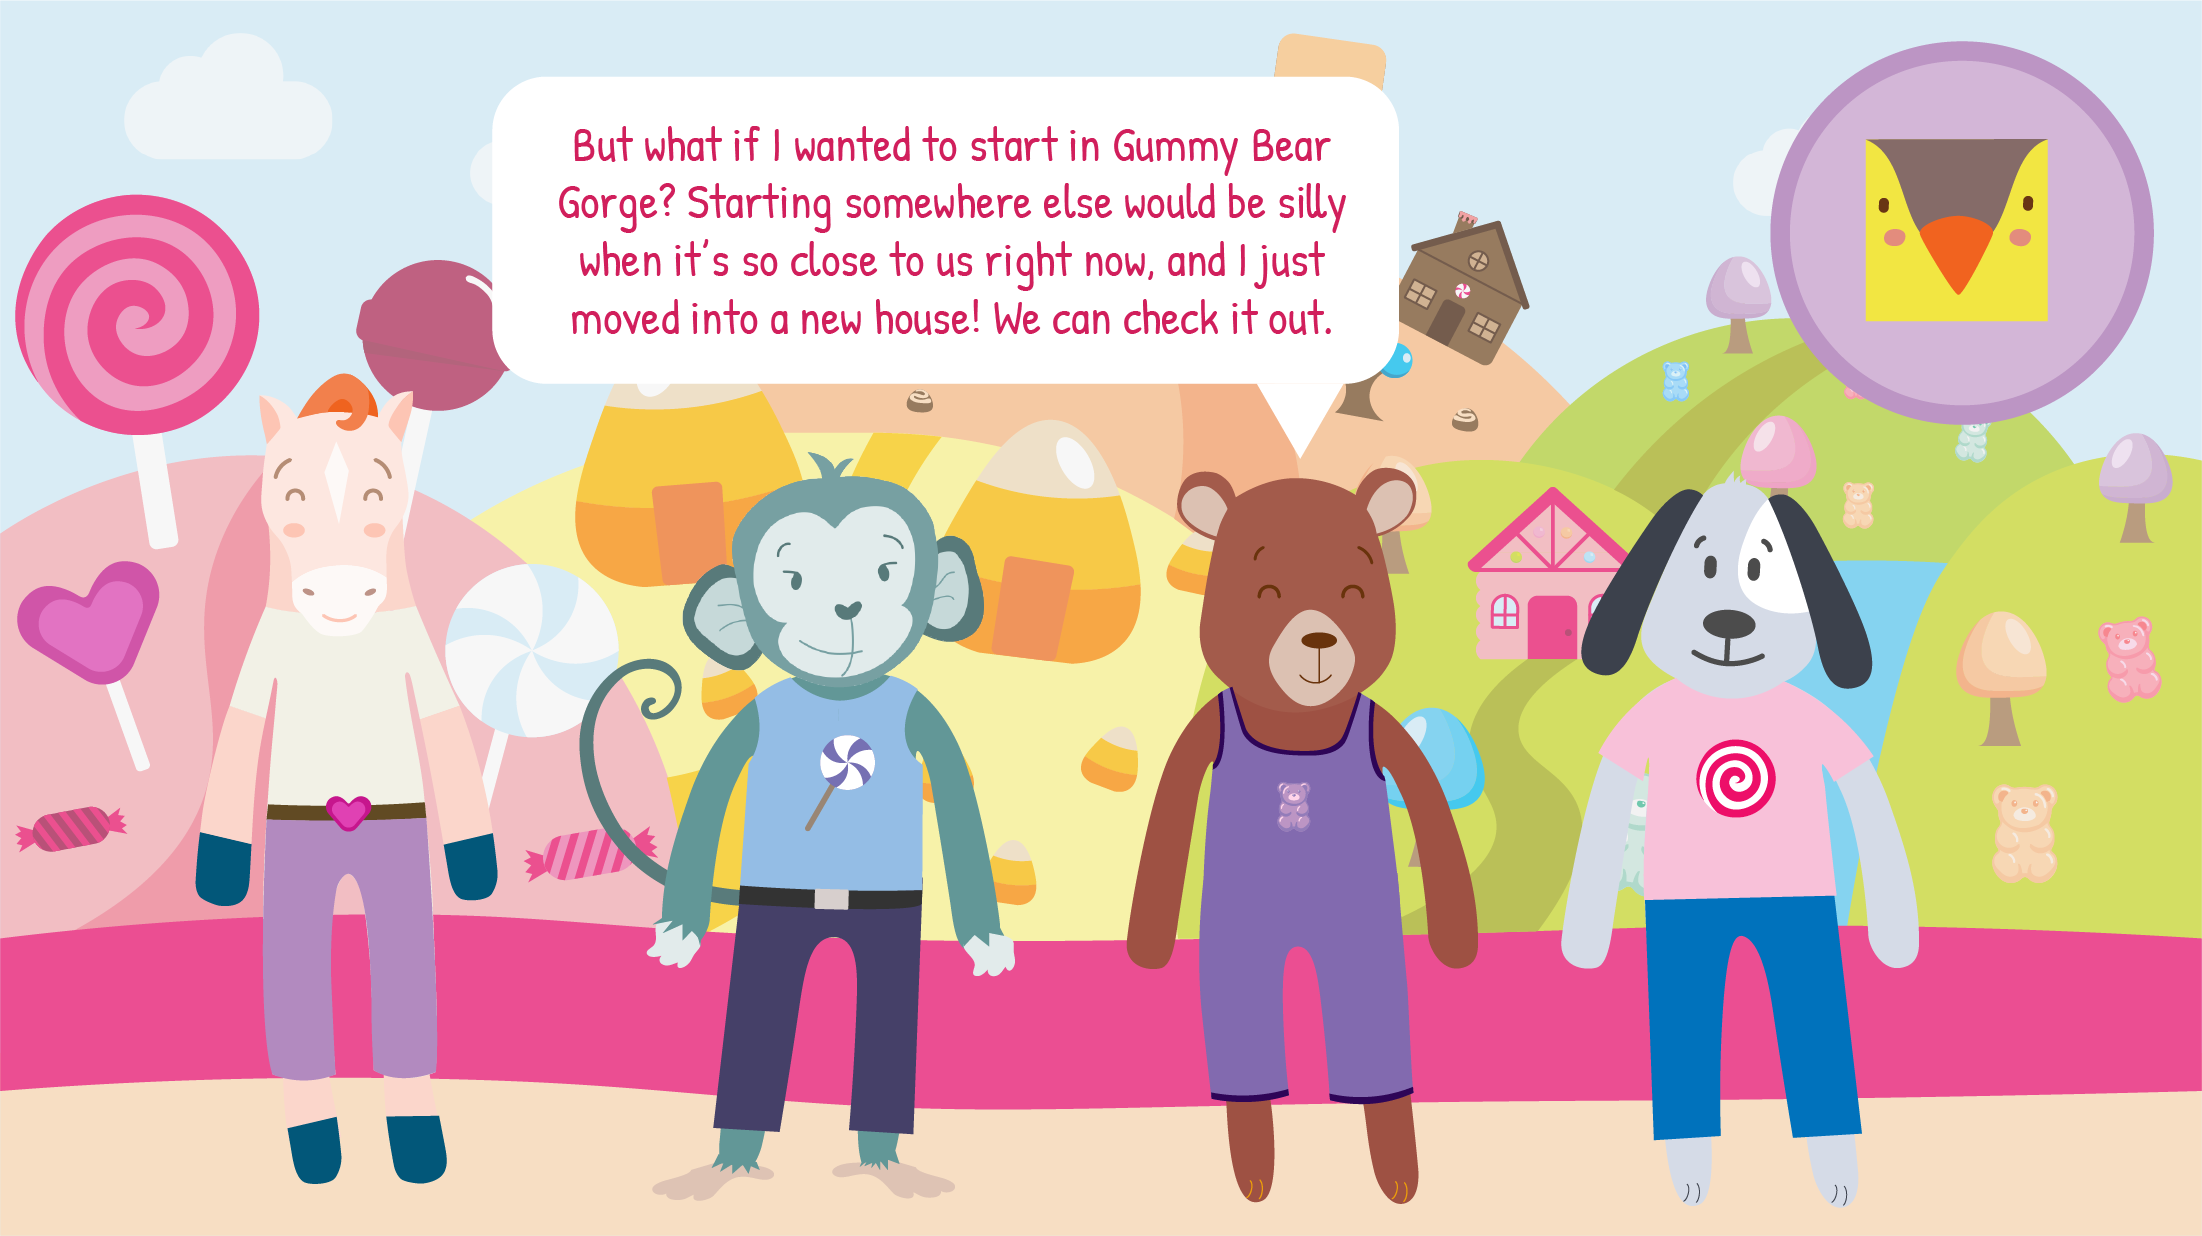 But what if I wanted to start in Gummy Bear
Gorge? Starting somewhere else would be silly
when it's so close to us right now, and I just
moved into a new house! We can check it out.